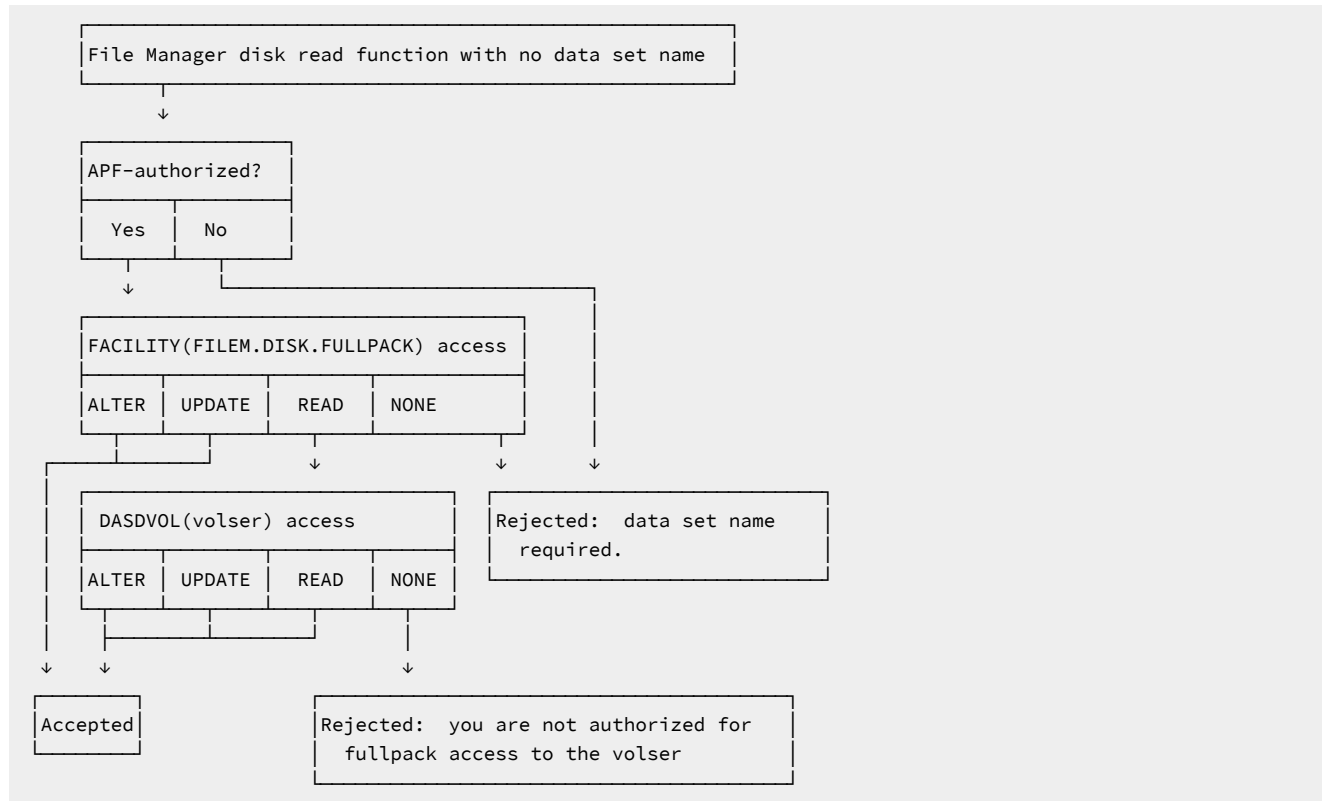 File Manager disk read function with no data set name
APF-authorized?
Yes No
FACILITY(FILEM.DISK.FULLPACK) access
ALTER UPDATE READ NONE
DASDVOL(volser) access
ALTER UPDATE READ NONE
Rejected: data set name
required.
Accepted
Rejected: you are not authorized for
fullpack access to the volser